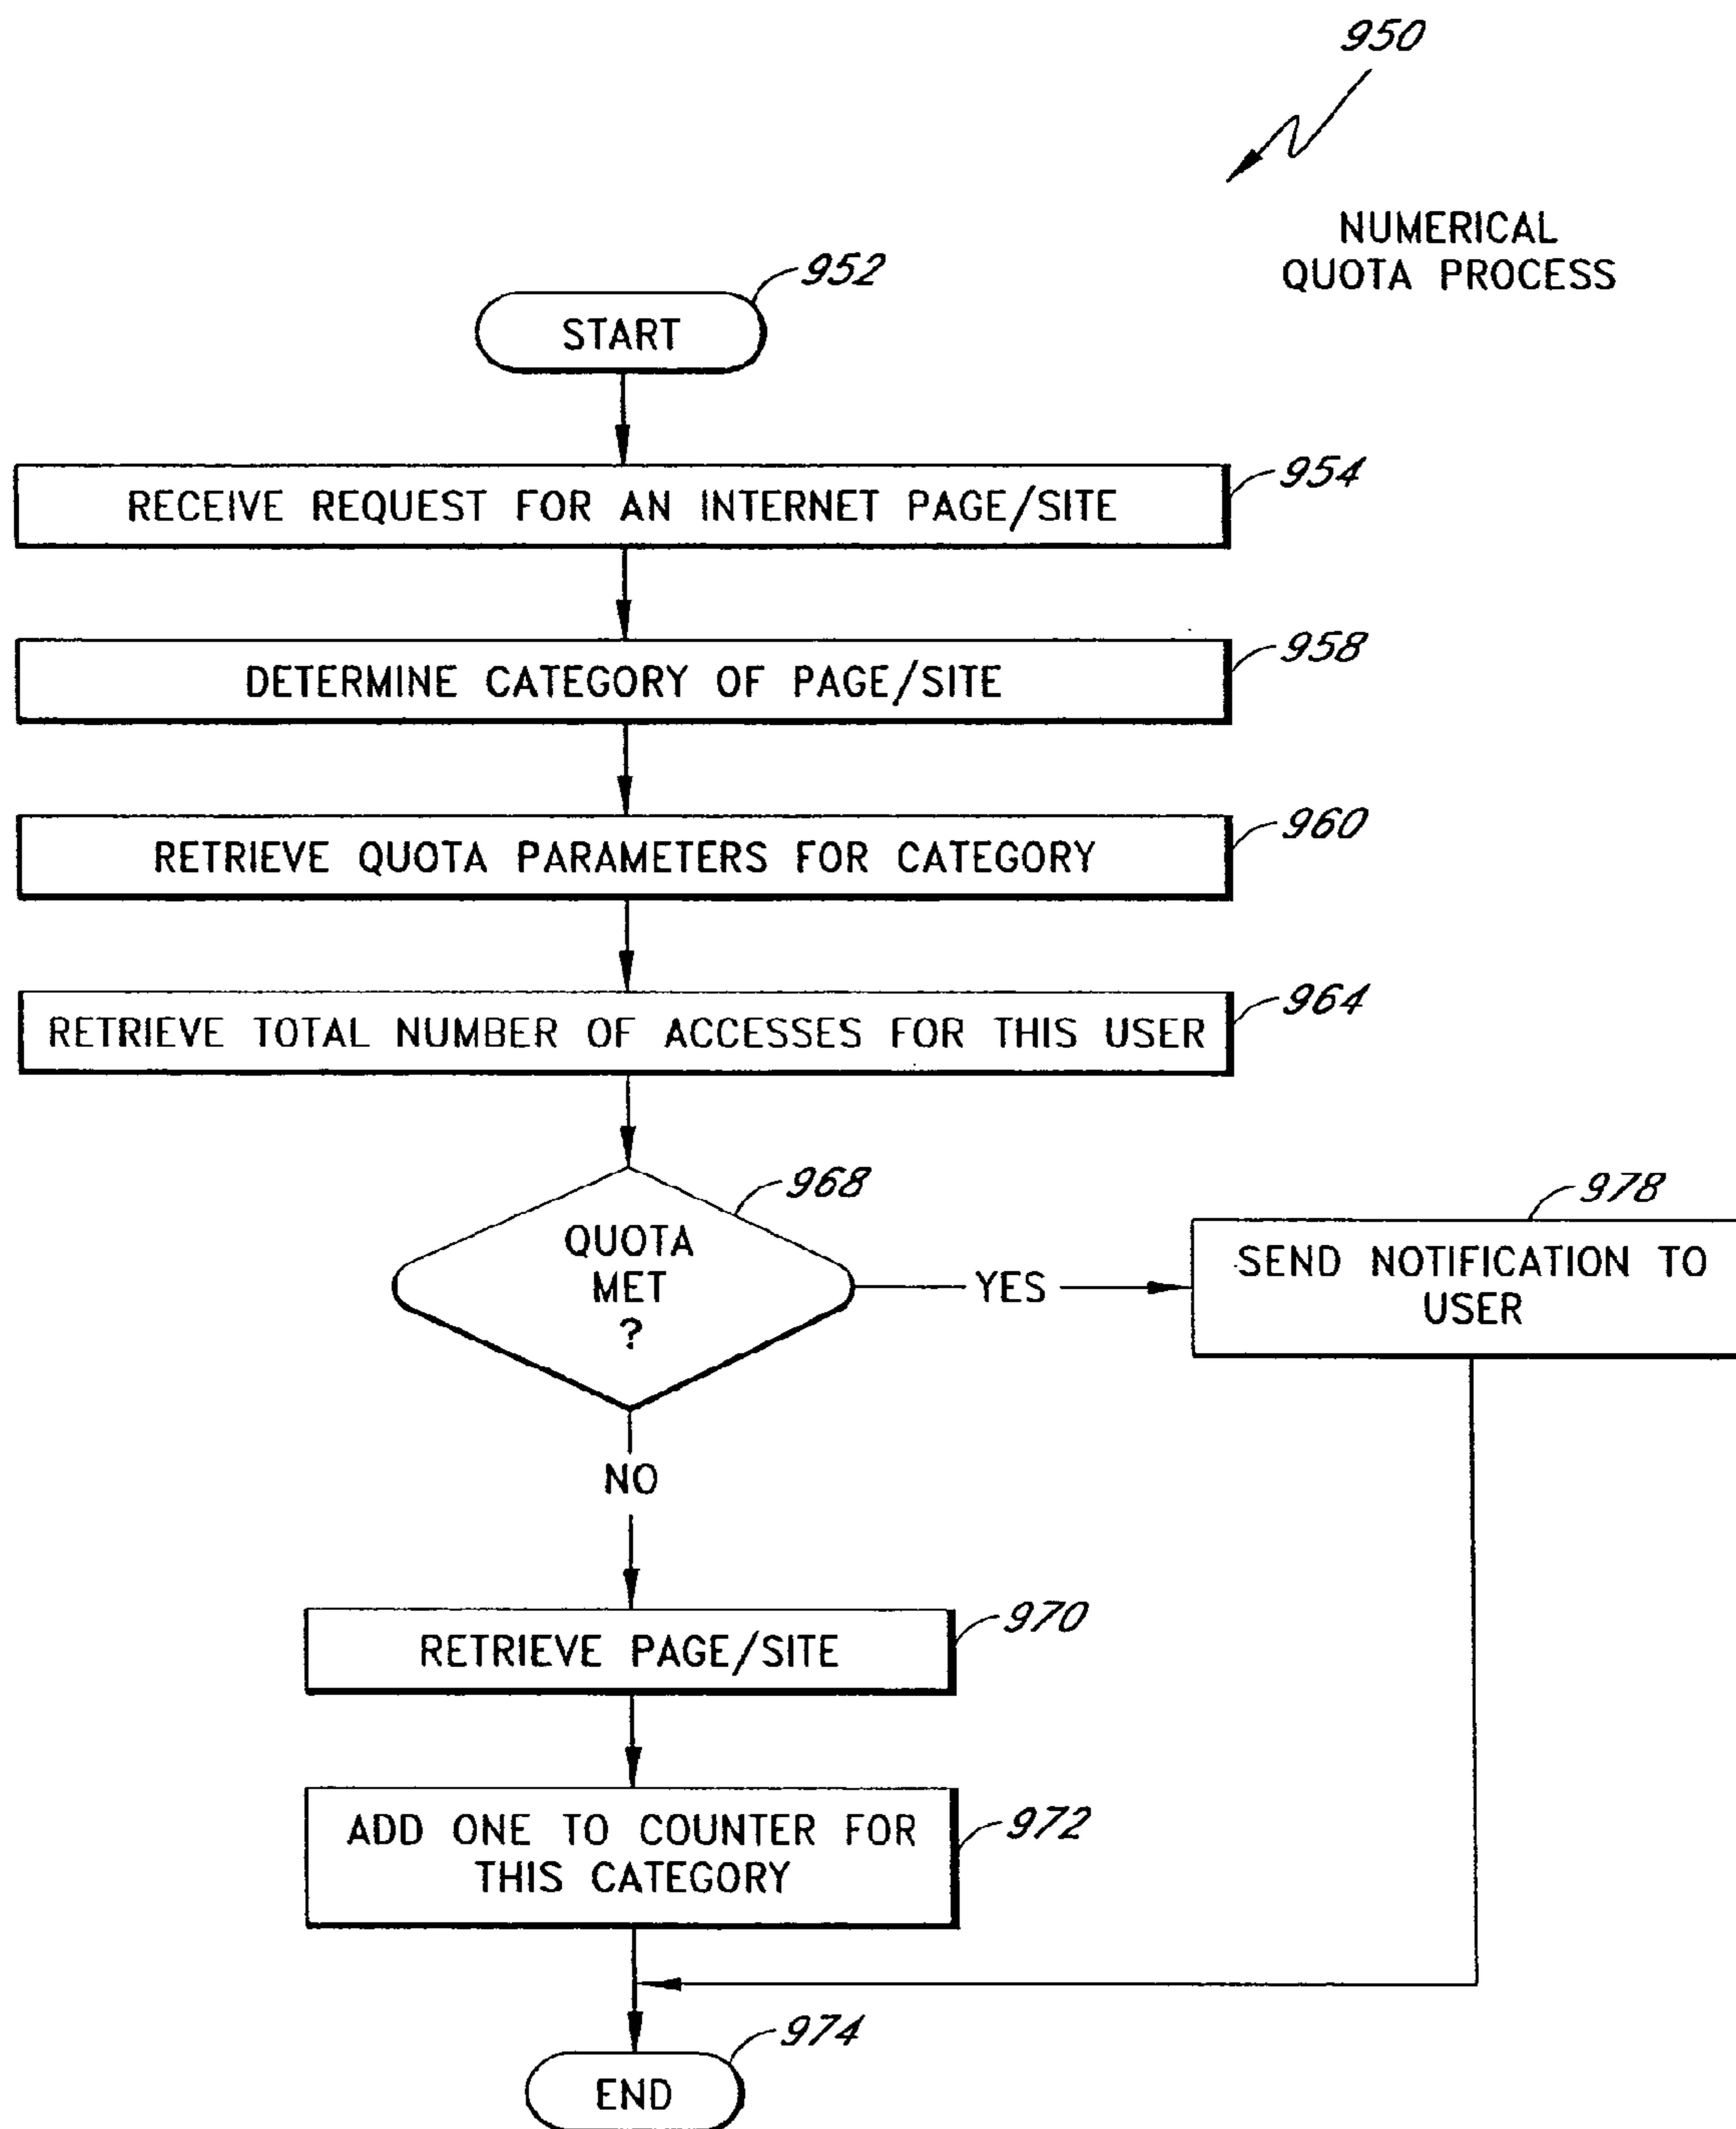 950
NUMERICAL
QUOTA PROCESS
952
START
954
RECEIVE REQUEST FOR AN INTERNET PAGE/SITE
958
DETERMINE CATEGORY OF PAGE/SITE
960
RETRIEVE QUOTA PARAMETERS FOR CATEGORY
964
RETRIEVE TOTAL NUMBER OF ACCESSES FOR THIS USER
968
QUOTA
MET
?
YES
978
SEND NOTIFICATION TO
USER
NO
970
RETRIEVE PAGE/SITE
972
ADD ONE TO COUNTER FOR
THIS CATEGORY
974
END